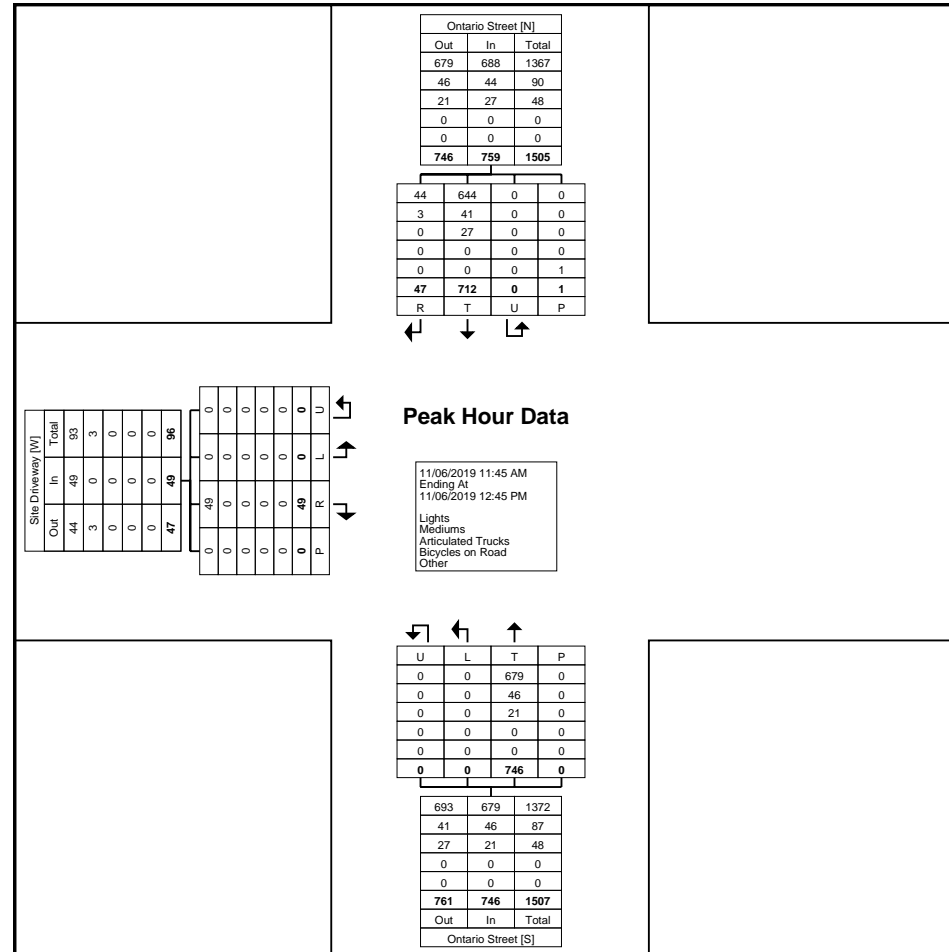 Ontario Street [N]
Out In Total
679 688 1367
46 44 90
21 27 48
0 0 0
0 0 0
746 759 1505
44 644 0 0
3 41 0 0
0 27 0 0
0 0 0 0
0 0 0 1
47 712 0 1
R T U P
Site Driveway [W]
Out In Total
44 49 93
3 0 3
0 0 0
0 0 0
0 0 0
47 49 96
0 0 49 0
0 0 0 0
0 0 0 0
0 0 0 0
0 0 0 0
0 0 49 0
U L R P
Peak Hour Data
11/06/2019 11:45 AM
Ending At
11/06/2019 12:45 PM
Lights
Mediums
Articulated Trucks
Bicycles on Road
Other
U L T P
0 0 679 0
0 0 46 0
0 0 21 0
0 0 0 0
0 0 0 0
0 0 746 0
693 679 1372
41 46 87
27 21 48
0 0 0
0 0 0
761 746 1507
Out In Total
Ontario Street [S]